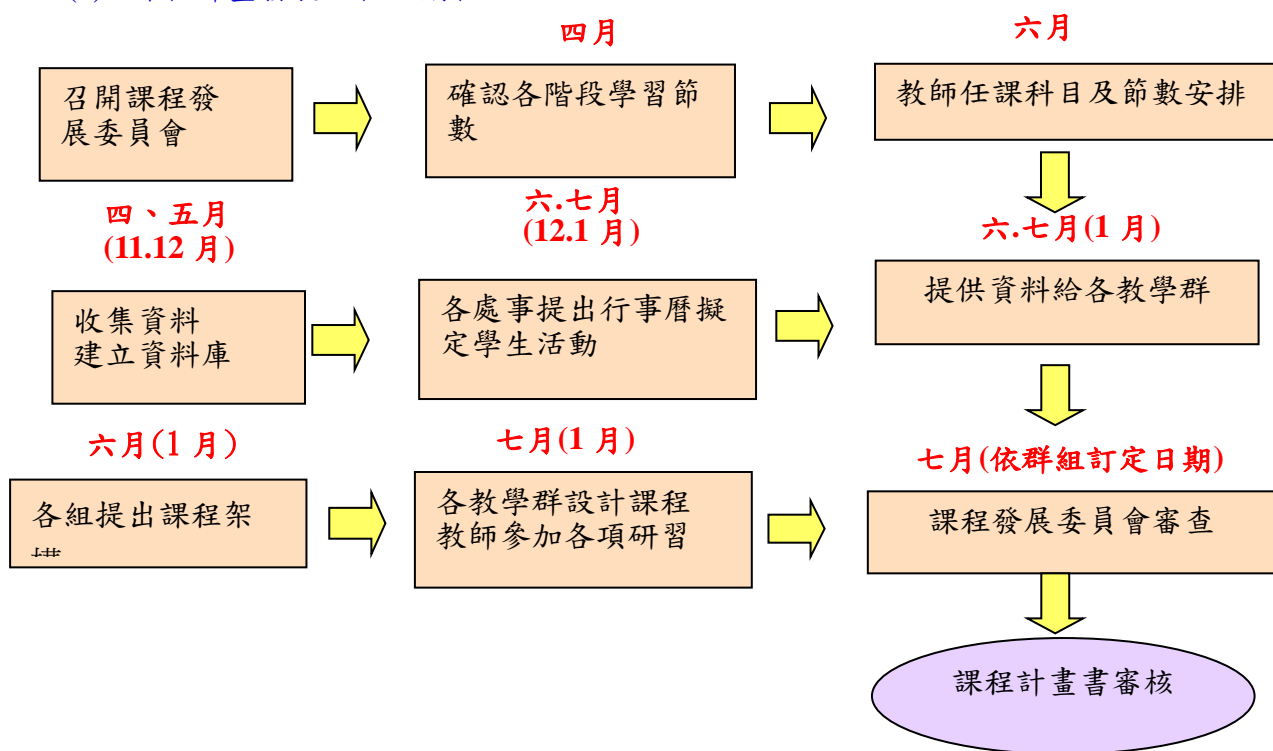 四月
六月
召開課程發
展委員會
確認各階段學習節
數
教師任課科目及節數安排
四、五月
(11.12 月)
六.七月
(12.1 月)
六.七月(1 月)
收集資料
建立資料庫
各處事提出行事曆擬
定學生活動
提供資料給各教學群
六月(1 月)
七月(1 月)
七月(依群組訂定日期)
各組提出課程架
各教學群設計課程
教師參加各項研習
課程發展委員會審查
課程計畫書審核